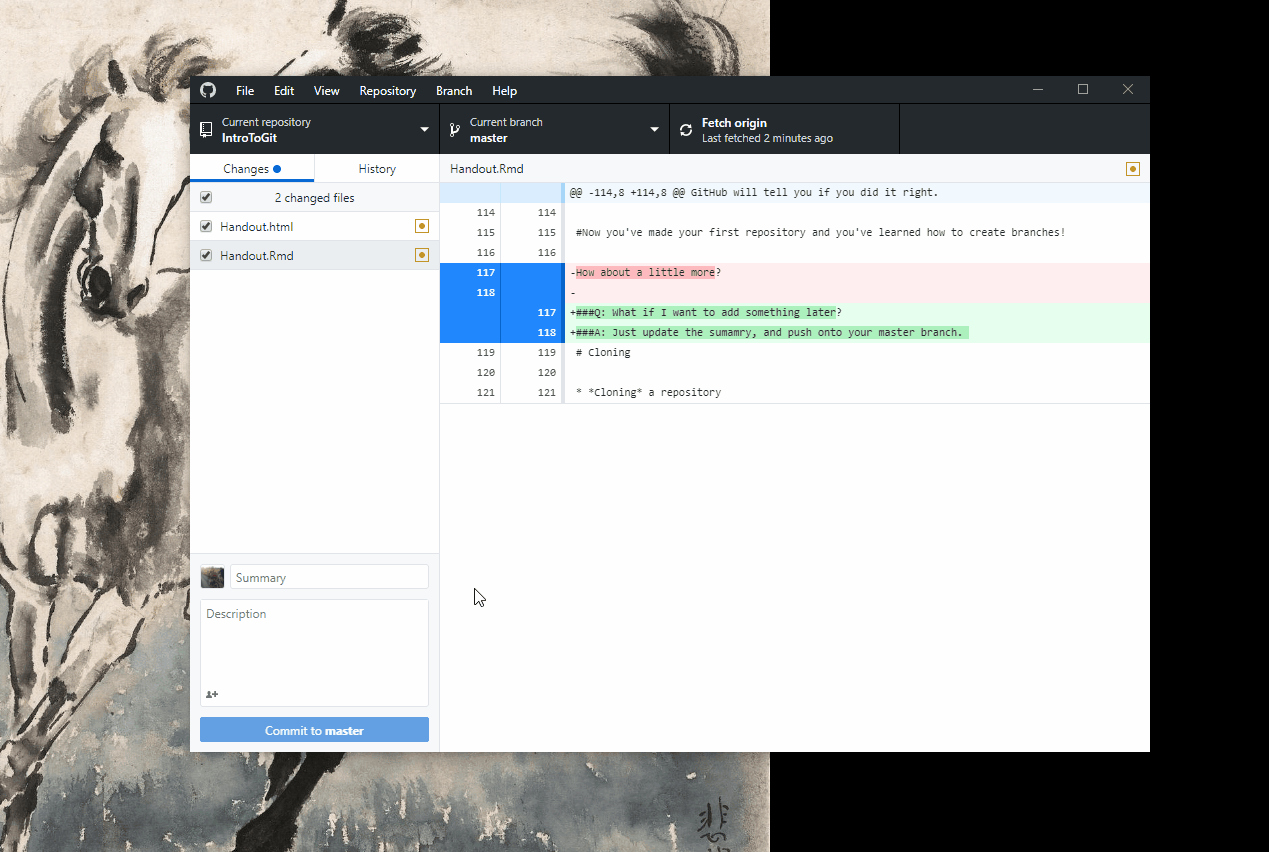 File Edit View Repository Branch Help
Current repository
IntroToGit
Current branch
master
Fetch origin
Last fetched 2 minutes ago
Changes
History
2 changed files
Handout.html
Handout.Rmd
Summary
Description
Commit to master
Handout.Rmd
@@ -114,8 +114,8 @@ GitHub will tell you if you did it right.
114 114
115 115 #Now you've made your first repository and you've learned how to create branches!
116 116
117 -How about a little more?
118 -
117 +###Q: What if I want to add something later?
118 +###A: Just update the sumamry, and push onto your master branch.
119 119 # Cloning
120 120
121 121 * *Cloning* a repository
悲